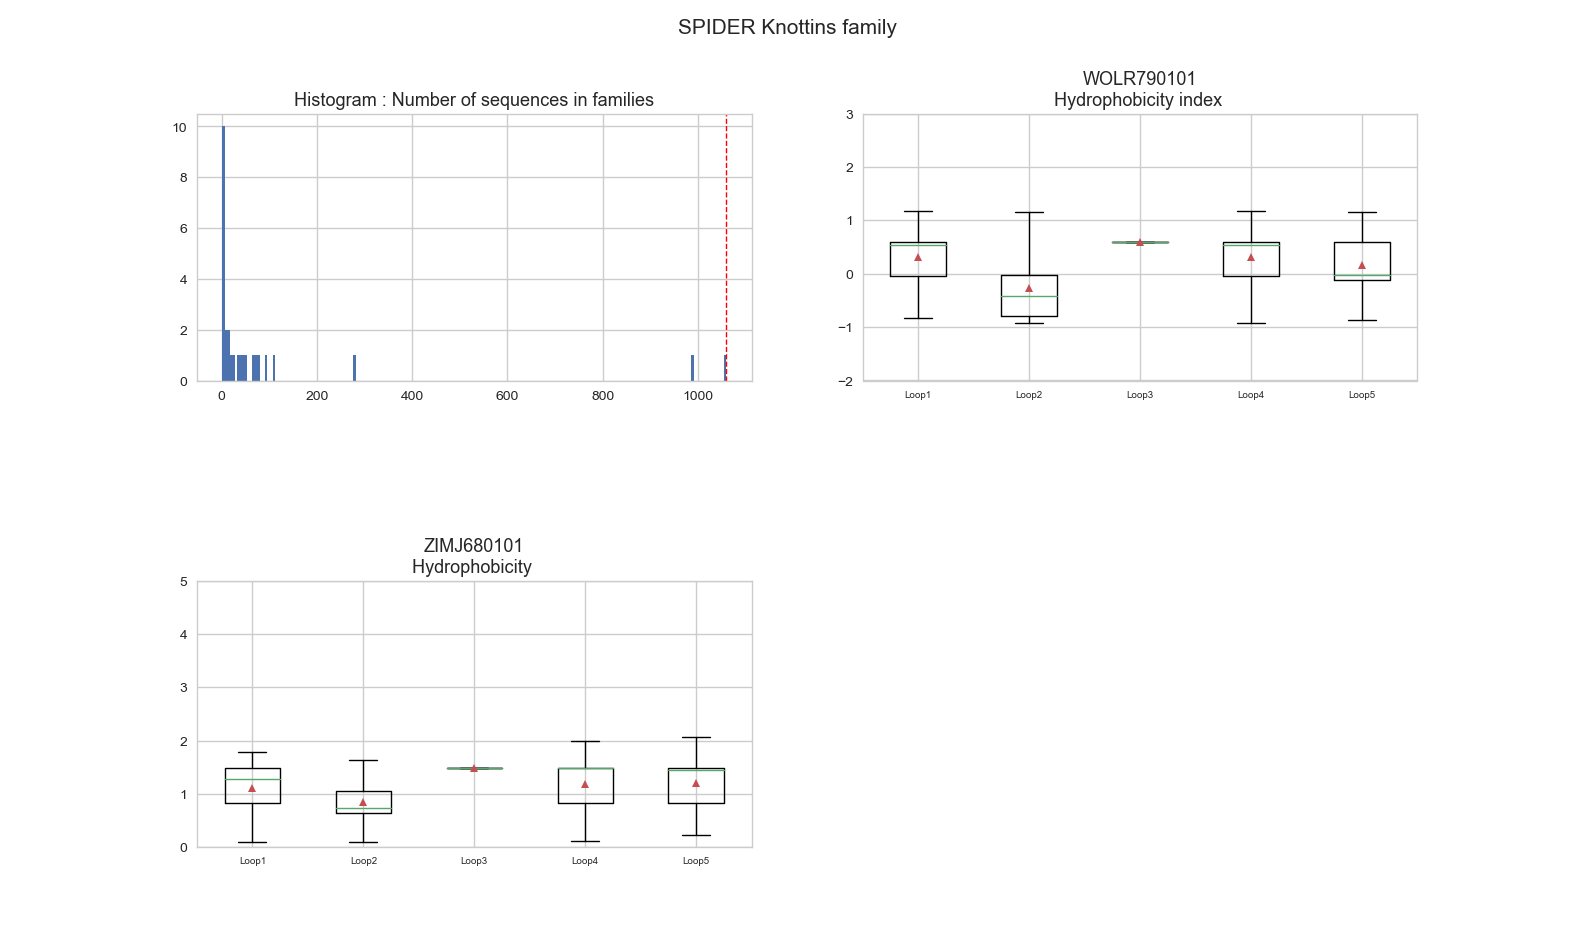 SPIDER Knottins family
Histogram : Number of sequences in families
10
8
6
4
2
0
0 200 400 600 800 1000
WOLR790101
Hydrophobicity index
3
2
1
0
−1
−2
Loop1 Loop2 Loop3 Loop4 Loop5
ZIMJ680101
Hydrophobicity
5
4
3
2
1
0
Loop1 Loop2 Loop3 Loop4 Loop5